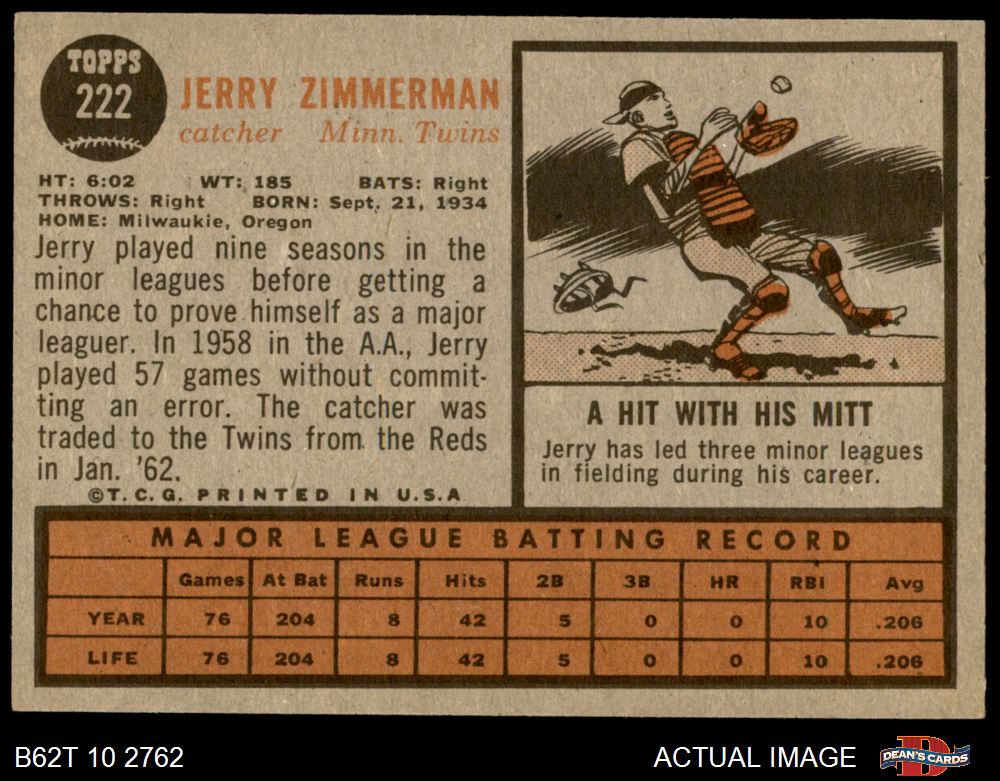 TOPPS
222
JERRY ZIMMERMAN
catcher Minn. Twins
HT: 6:02 WT: 185 BATS: Right
THROWS: Right BORN: Sept. 21, 1934
HOME: Milwaukie, Oregon
Jerry played nine seasons in the
minor leagues before getting a
chance to prove himself as a major
leaguer. In 1958 in the A.A., Jerry
played 57 games without commit-
ting an error. The catcher was
traded to the Twins from the Reds
in Jan. '62.
©T.C.G. PRINTED IN U.S.A.
A HIT WITH HIS MITT
Jerry has led three minor leagues
in fielding during his career.
MAJOR LEAGUE BATTING RECORD
Games At Bat Runs Hits 2B 3B HR RBI Avg
YEAR 76 204 8 42 5 0 0 10 .206
LIFE 76 204 8 42 5 0 0 10 .206
B62T 10 2762 ACTUAL IMAGE DEAN'S CARDS